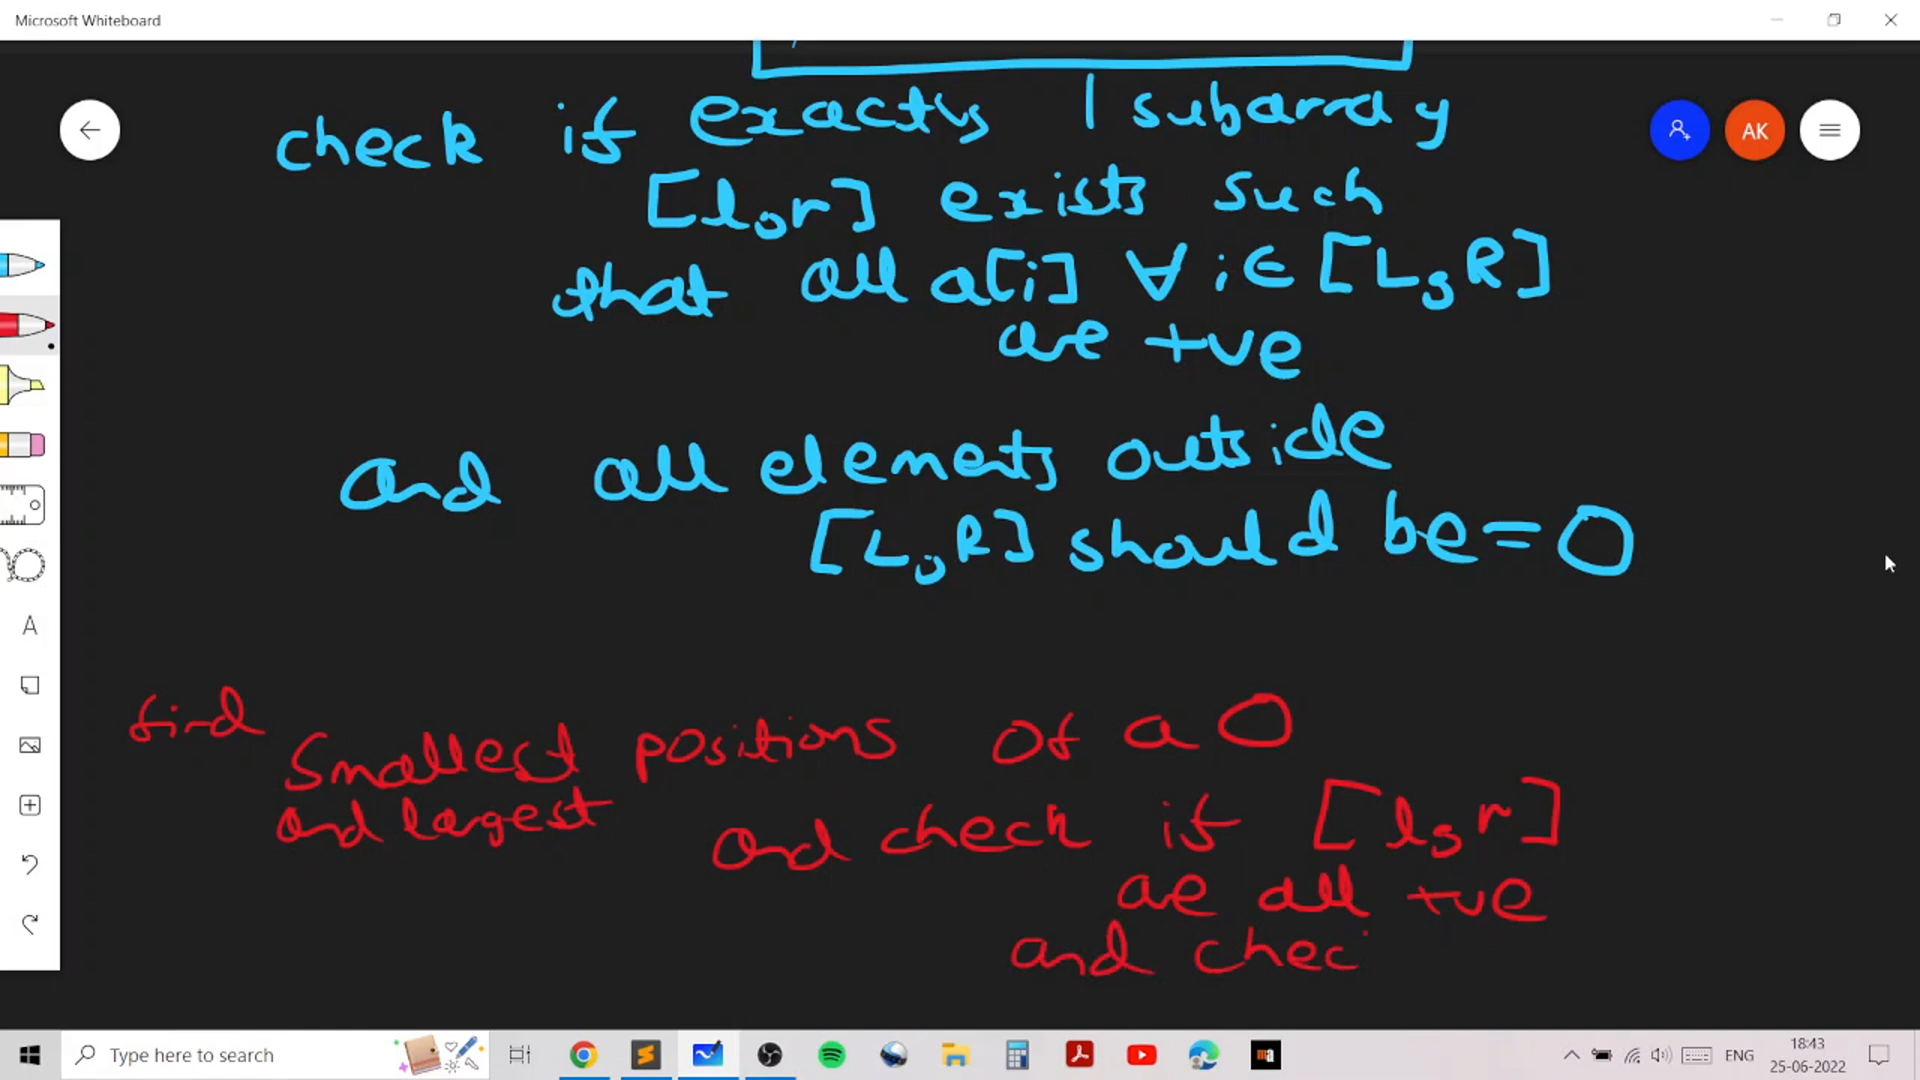 Microsoft Whiteboard
check if exactly 1 subarray
[l,r] exists such
that all a[i] ∀ i ∈ [L,R]
are +ve
and all elements outside
[L,R] should be = 0
find smallest positions of a 0
and largest
and check if [l,r]
are all +ve
and chec
AK
A
Type here to search
ma
ENG
18:43
25-06-2022